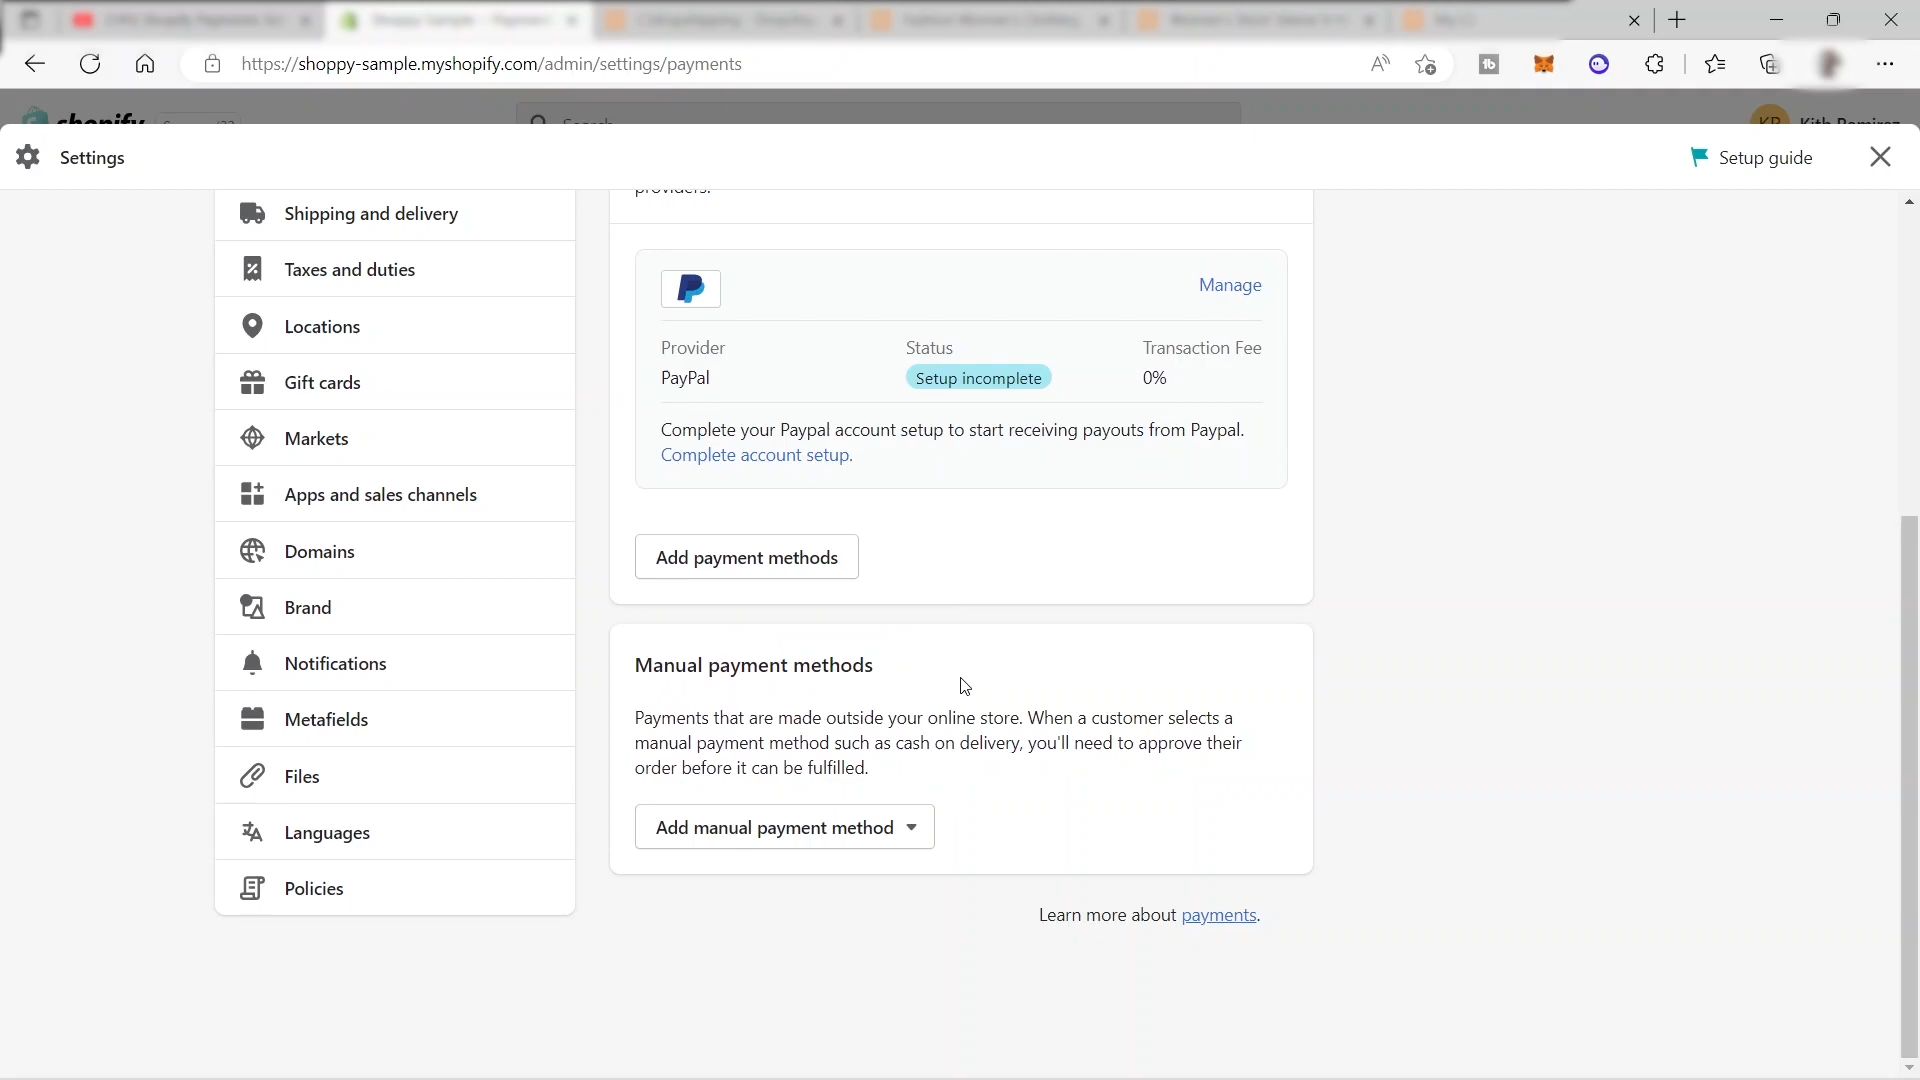 https://shoppy-sample.myshopify.com/admin/settings/payments
Settings
Setup guide
Shipping and delivery
Taxes and duties
Locations
Gift cards
Markets
Apps and sales channels
Domains
Brand
Notifications
Metafields
Files
Languages
Policies
providers.
Manage
Provider
Status
Transaction Fee
PayPal
Setup incomplete
0%
Complete your Paypal account setup to start receiving payouts from Paypal.
Complete account setup.
Add payment methods
Manual payment methods
Payments that are made outside your online store. When a customer selects a
manual payment method such as cash on delivery, you'll need to approve their
order before it can be fulfilled.
Add manual payment method
Learn more about payments.